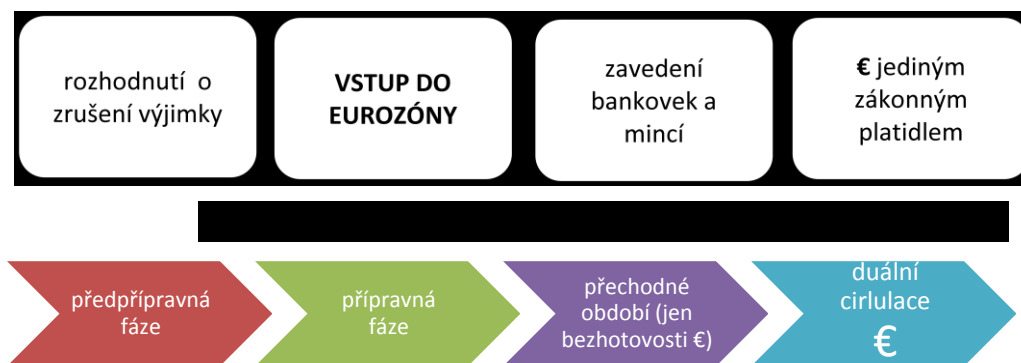 rozhodnutí o
zrušení výjimky
VSTUP DO
EUROZÓNY
zavedení
bankovek a
mincí
€ jediným
zákonným
platidlem
předpřípravná
fáze
přípravná
fáze
přechodné
období (jen
bezhotovosti €)
duální
cirlulace
€